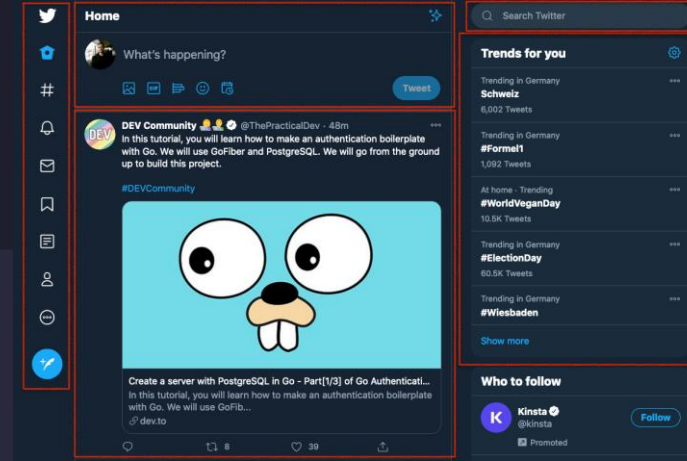 Home
What's happening?
GIF
Tweet
DEV
DEV Community @ThePracticalDev · 48m
In this tutorial, you will learn how to make an authentication boilerplate
with Go. We will use GoFiber and PostgreSQL. We will go from the ground
up to build this project.
#DEVCommunity
Create a server with PostgreSQL in Go - Part[1/3] of Go Authenticati...
In this tutorial, you will learn how to make an authentication boilerplate
with Go. We will use GoFib...
dev.to
8
39
Search Twitter
Trends for you
Trending in Germany
Schweiz
6,002 Tweets
Trending in Germany
#Formel1
1,092 Tweets
At home · Trending
#WorldVeganDay
10.5K Tweets
Trending in Germany
#ElectionDay
60.5K Tweets
Trending in Germany
#Wiesbaden
Show more
Who to follow
K
Kinsta
@kinsta
Follow
Promoted